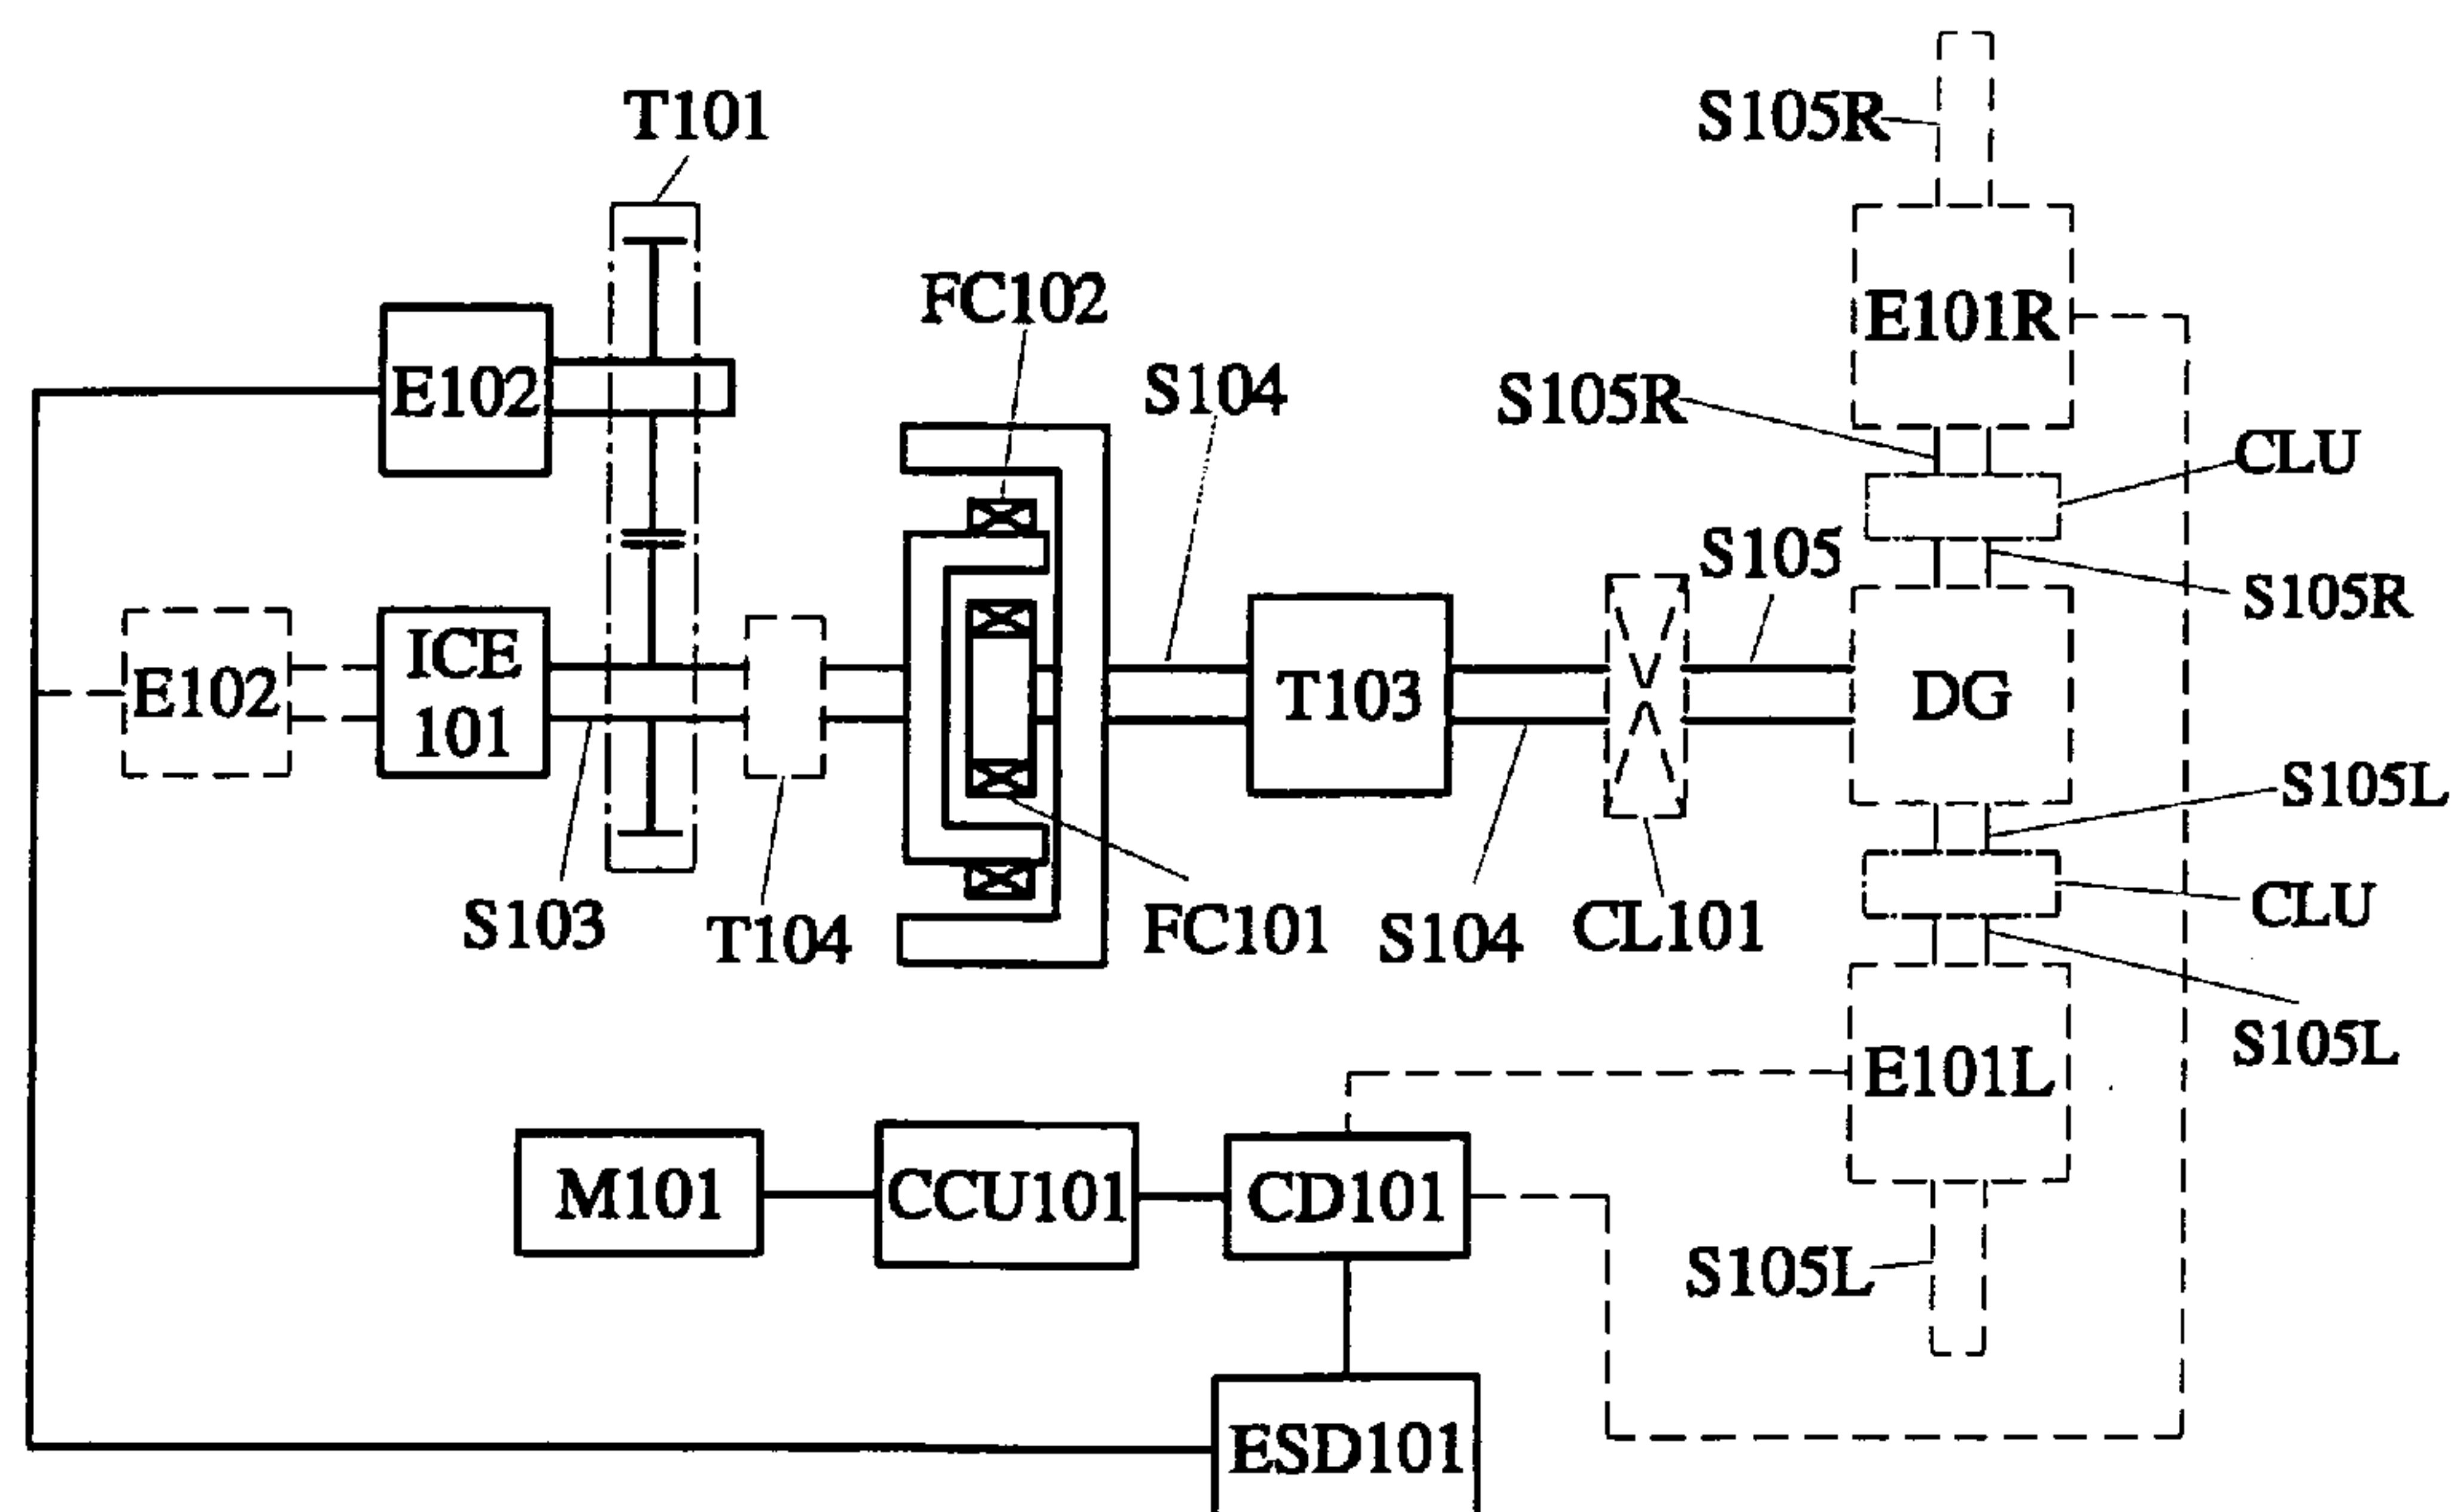 T101
S105R
FC102
E101R
S104
S105R
E102
CLU
S105
S105R
ICE
101
E102
T103
DG
S105L
CLU
S103
T104
FC101
S104
CL101
S105L
E101L
M101
CCU101
CD101
S105L
ESD101